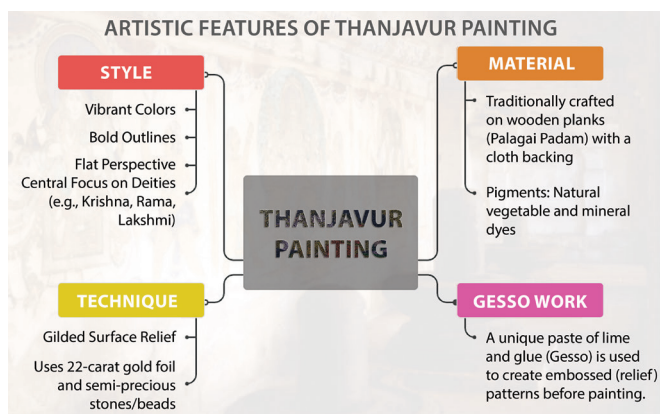 ARTISTIC FEATURES OF THANJAVUR PAINTING
STYLE
Vibrant Colors
Bold Outlines
Flat Perspective
Central Focus on Deities
(e.g., Krishna, Rama,
Lakshmi)
MATERIAL
Traditionally crafted
on wooden planks
(Palagai Padam) with a
cloth backing
Pigments: Natural
vegetable and mineral
dyes
THANJAVUR
PAINTING
TECHNIQUE
Gilded Surface Relief
Uses 22-carat gold foil
and semi-precious
stones/beads
GESSO WORK
A unique paste of lime
and glue (Gesso) is used
to create embossed (relief)
patterns before painting.